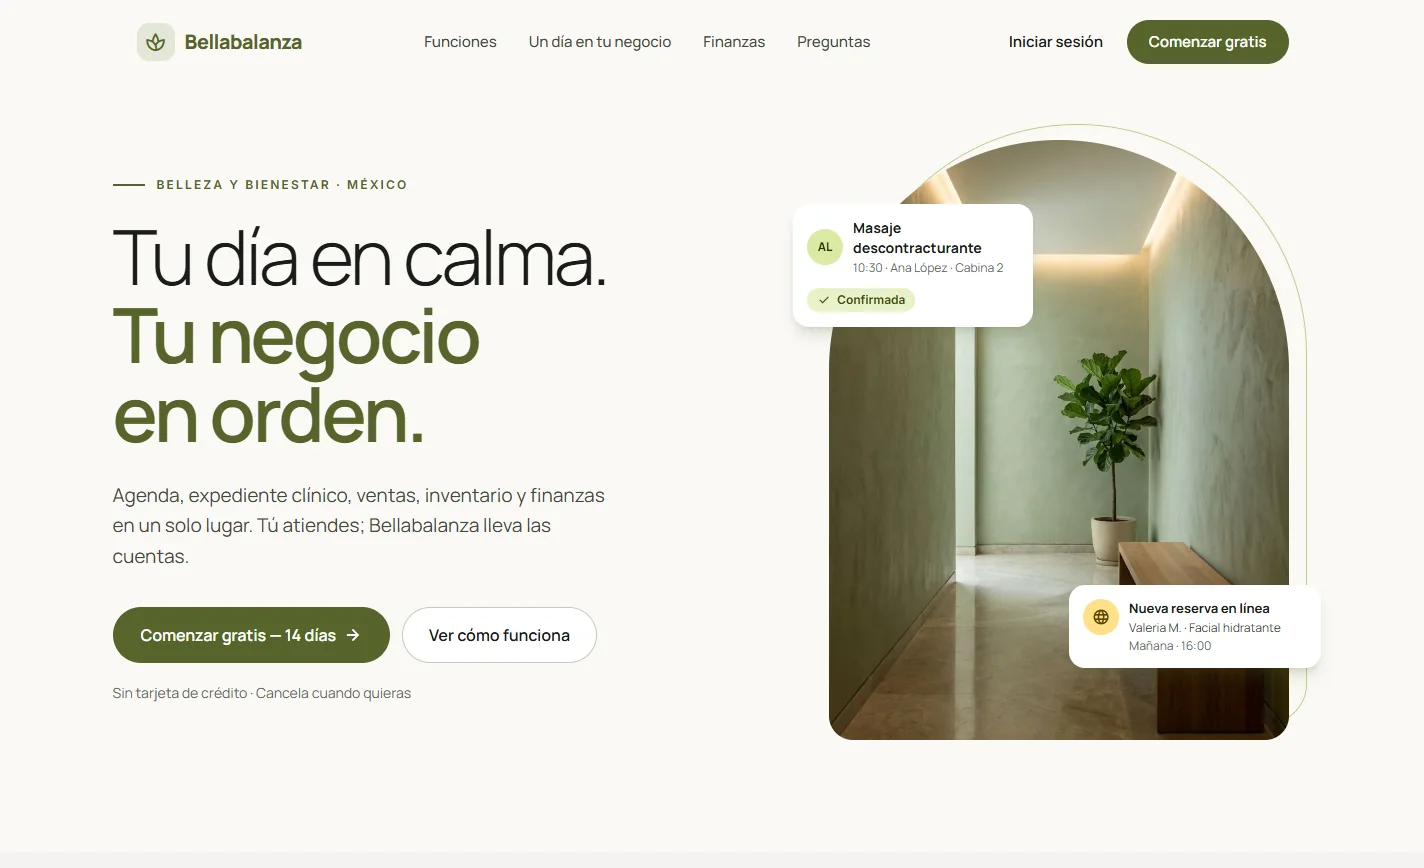 Bellabalanza
Funciones
Un día en tu negocio
Finanzas
Preguntas
Iniciar sesión
Comenzar gratis
BELLEZA Y BIENESTAR · MÉXICO
Tu día en calma.
Tu negocio
en orden.
Agenda, expediente clínico, ventas, inventario y finanzas
en un solo lugar. Tú atiendes; Bellabalanza lleva las
cuentas.
Comenzar gratis — 14 días →
Ver cómo funciona
Sin tarjeta de crédito · Cancela cuando quieras
AL
Masaje
descontracturante
10:30 · Ana López · Cabina 2
✓ Confirmada
Nueva reserva en línea
Valeria M. · Facial hidratante
Mañana · 16:00